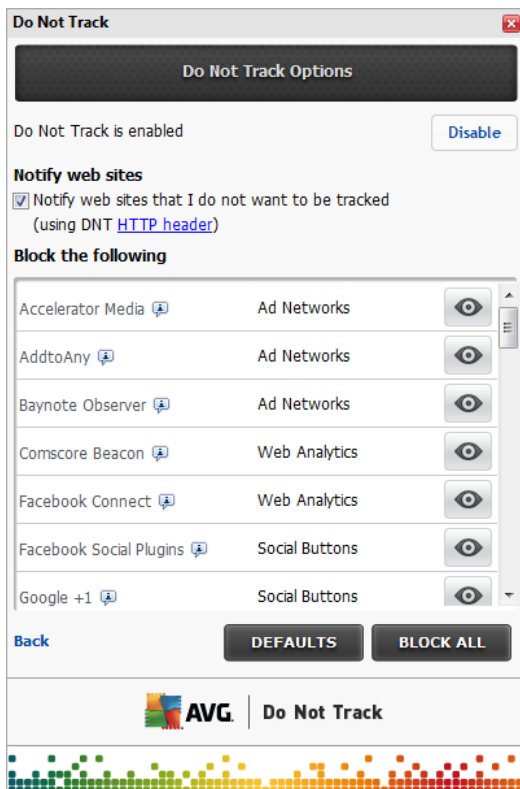 Do Not Track
Do Not Track Options
Do Not Track is enabled
Disable
Notify web sites
Notify web sites that I do not want to be tracked
(using DNT HTTP header)
Block the following
Accelerator Media Ad Networks
AddtoAny Ad Networks
Baynote Observer Ad Networks
Comscore Beacon Web Analytics
Facebook Connect Web Analytics
Facebook Social Plugins Social Buttons
Google +1 Social Buttons
Back DEFAULTS BLOCK ALL
AVG. Do Not Track